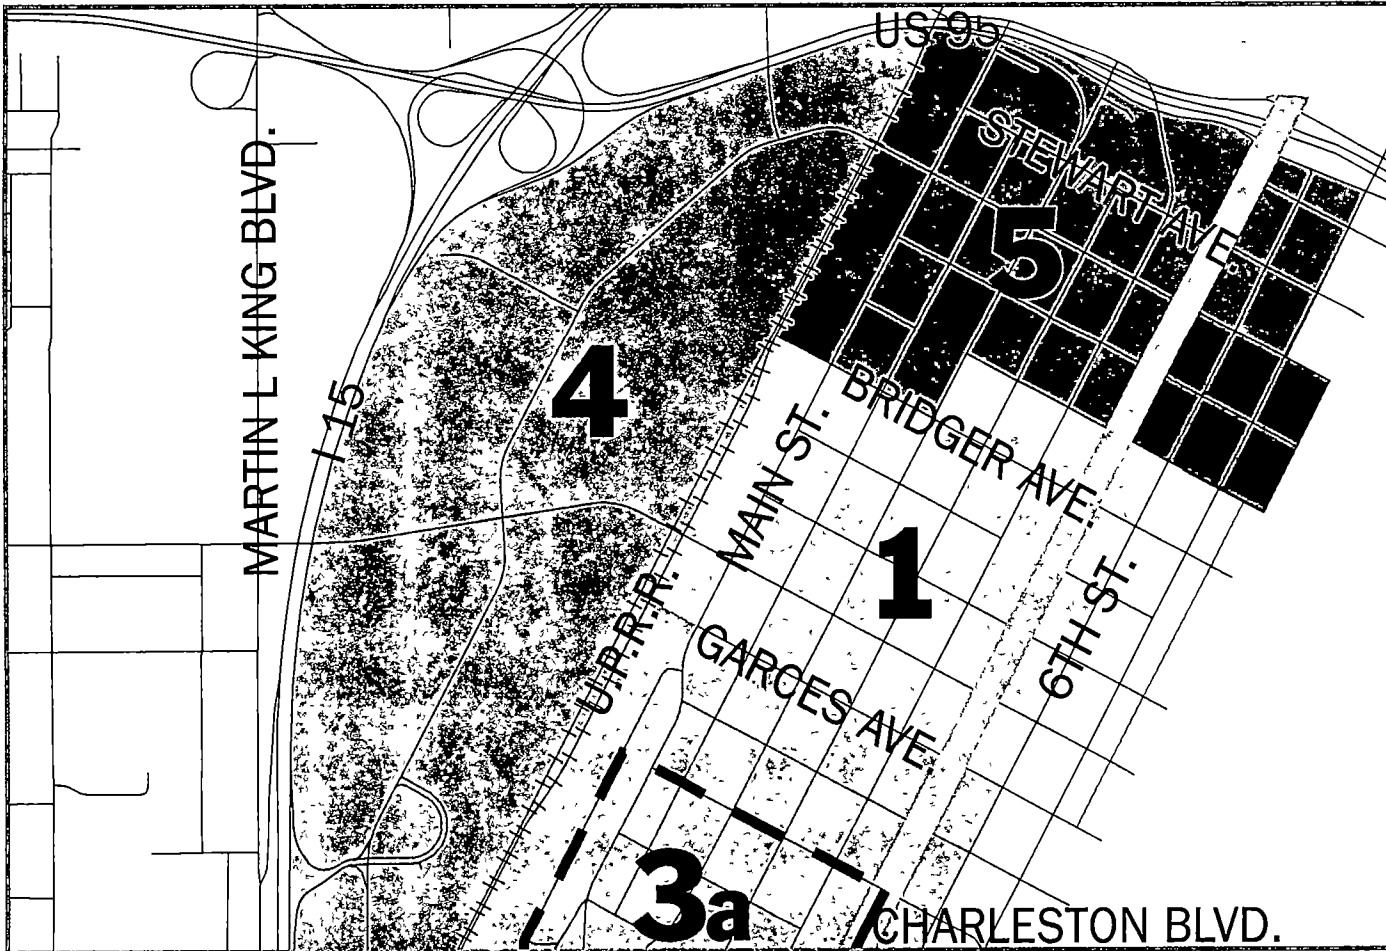 US 95
STEWART AVE.
5
MARTIN L KING BLVD.
I 15
4
BRIDGER AVE.
MAIN ST.
1
6TH ST.
U.P.R.R.
GARCES AVE.
3a
CHARLESTON BLVD.